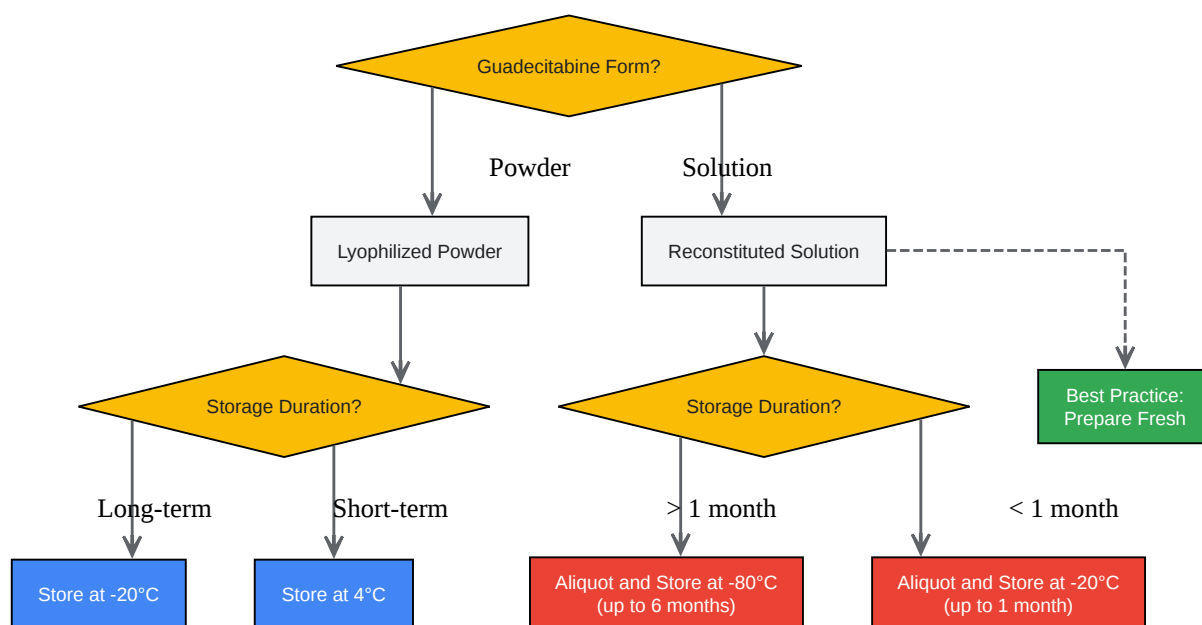 Guadecitabine Form?
Powder
Solution
Lyophilized Powder
Reconstituted Solution
Storage Duration?
Storage Duration?
Best Practice:
Prepare Fresh
Long-term
Short-term
> 1 month
< 1 month
Store at -20°C
Store at 4°C
Aliquot and Store at -80°C
(up to 6 months)
Aliquot and Store at -20°C
(up to 1 month)